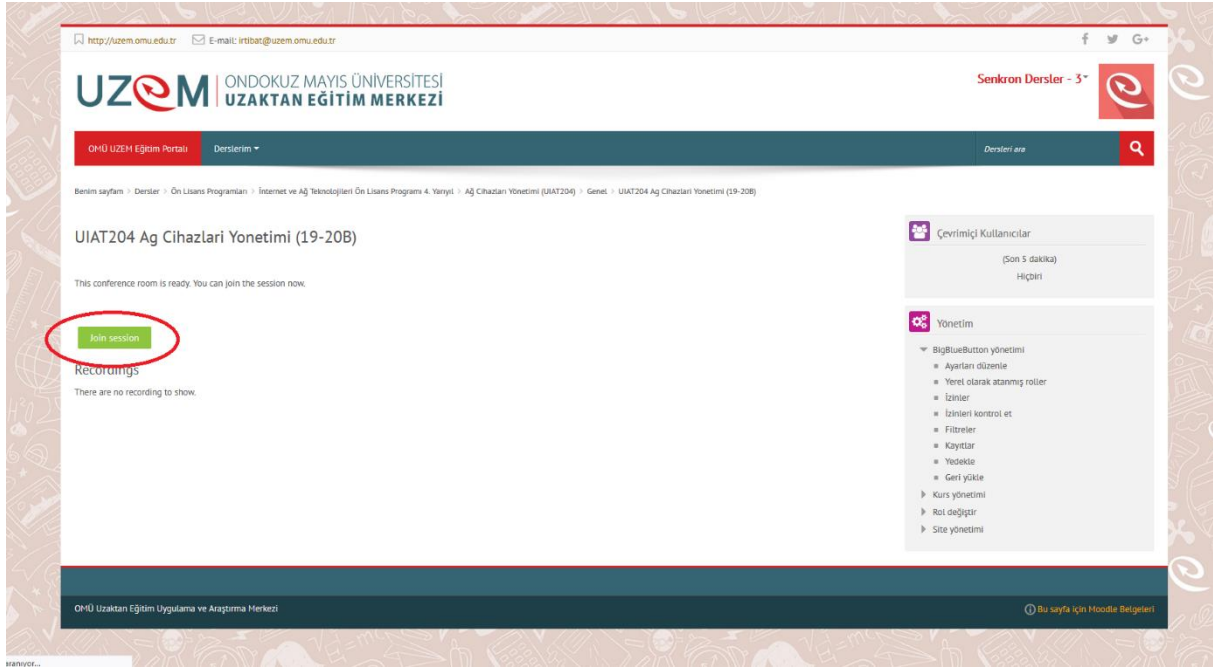 http://uzem.omu.edu.tr E-mail: irtibat@uzem.omu.edu.tr f G+
UZEM ONDOKUZ MAYIS ÜNİVERSİTESİ
UZAKTAN EĞİTİM MERKEZİ
Senkron Dersler - 3
OMÜ UZEM Eğitim Portalı Derslerim Dersleri ara
Benim sayfam > Dersler > Ön Lisans Programları > İnternet ve Ağ Teknolojileri Ön Lisans Programı 4. Yarıyıl > Ağ Cihazları Yönetimi (UIAT204) > Genel > UIAT204 Ag Cihazlari Yonetimi (19-20B)
UIAT204 Ag Cihazlari Yonetimi (19-20B)
This conference room is ready. You can join the session now.
Join session
Recordings
There are no recording to show.
Çevrimiçi Kullanıcılar
(Son 5 dakika)
Hiçbiri
Yönetim
BigBlueButton yönetimi
Ayarları düzenle
Yerel olarak atanmış roller
İzinler
İzinleri kontrol et
Filtreler
Kayıtlar
Yedekle
Geri yükle
Kurs yönetimi
Rol değiştir
Site yönetimi
OMÜ Uzaktan Eğitim Uygulama ve Araştırma Merkezi Bu sayfa için Moodle Belgeleri
aranıyor...